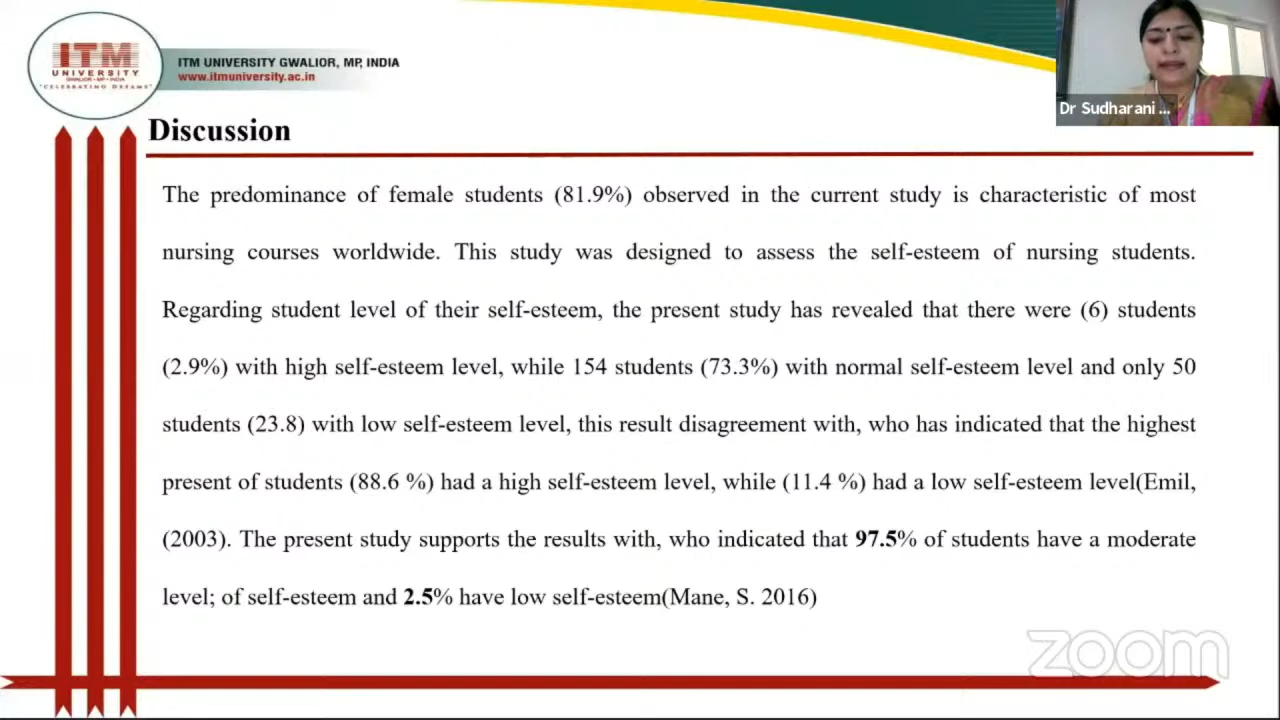 ITM
UNIVERSITY
GWALIOR • MP • INDIA
"CELEBRATING DREAMS"
ITM UNIVERSITY GWALIOR, MP, INDIA
www.itmuniversity.ac.in
Dr Sudharani ...
Discussion
The predominance of female students (81.9%) observed in the current study is characteristic of most
nursing courses worldwide. This study was designed to assess the self-esteem of nursing students.
Regarding student level of their self-esteem, the present study has revealed that there were (6) students
(2.9%) with high self-esteem level, while 154 students (73.3%) with normal self-esteem level and only 50
students (23.8) with low self-esteem level, this result disagreement with, who has indicated that the highest
present of students (88.6 %) had a high self-esteem level, while (11.4 %) had a low self-esteem level(Emil,
(2003). The present study supports the results with, who indicated that 97.5% of students have a moderate
level; of self-esteem and 2.5% have low self-esteem(Mane, S. 2016)
zoom